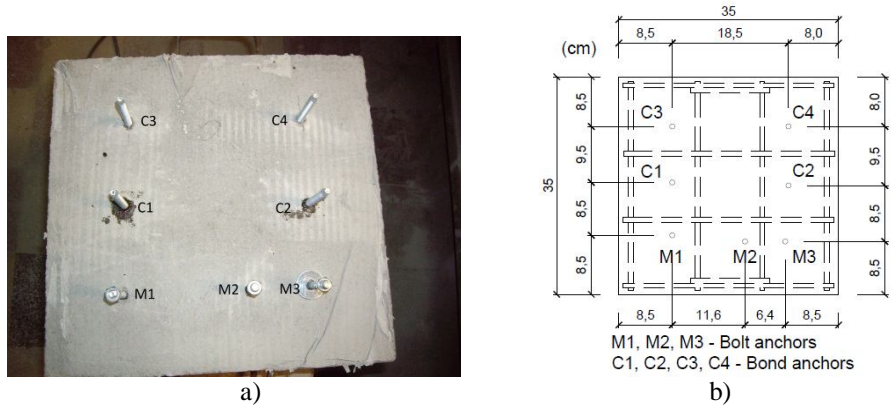 C3
C4
C1
C2
M1
M2
M3
a)
35
8,5
18,5
8,0
(cm)
35
8,5
9,5
8,5
8,5
C3
C4
C1
C2
M1
M2
M3
8,0
9,5
8,5
8,5
8,5
11,6
6,4
8,5
M1, M2, M3 - Bolt anchors
C1, C2, C3, C4 - Bond anchors
b)